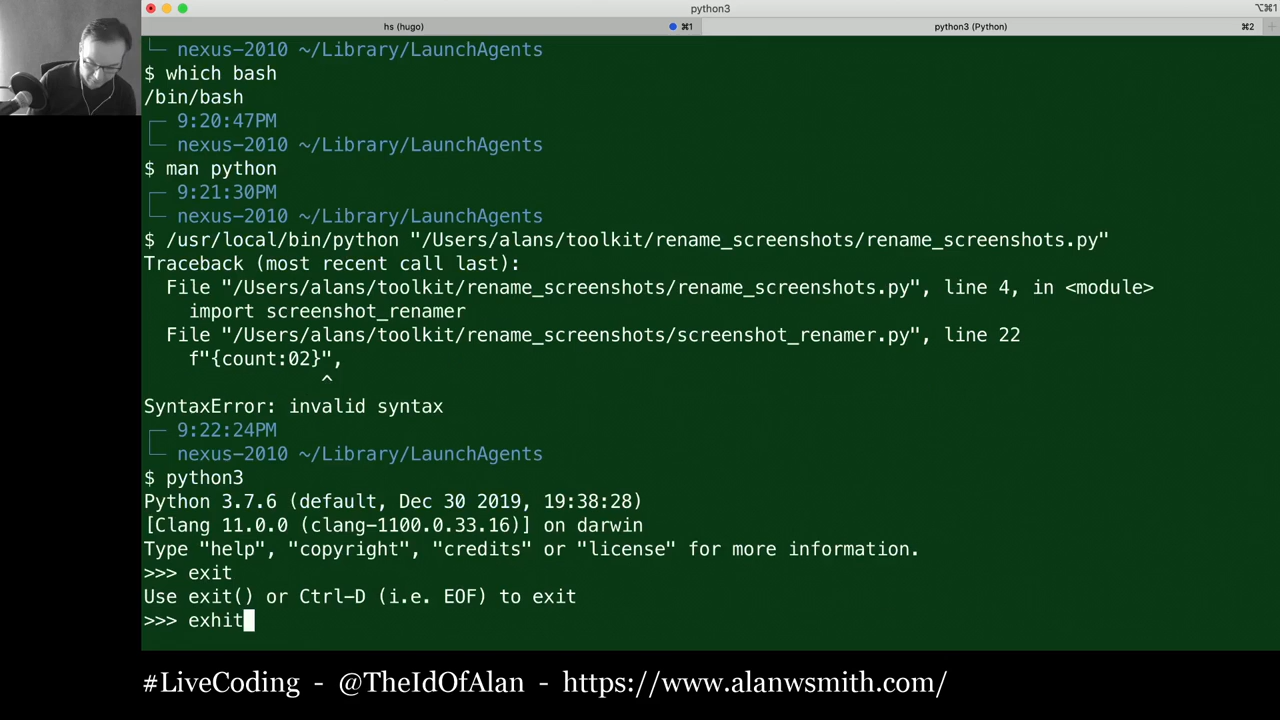 python3
⌥⌘1
hs (hugo)
⌘1
python3 (Python)
⌘2
nexus-2010 ~/Library/LaunchAgents
$ which bash
/bin/bash
9:20:47PM
nexus-2010 ~/Library/LaunchAgents
$ man python
9:21:30PM
nexus-2010 ~/Library/LaunchAgents
$ /usr/local/bin/python "/Users/alans/toolkit/rename_screenshots/rename_screenshots.py"
Traceback (most recent call last):
File "/Users/alans/toolkit/rename_screenshots/rename_screenshots.py", line 4, in <module>
import screenshot_renamer
File "/Users/alans/toolkit/rename_screenshots/screenshot_renamer.py", line 22
f"{count:02}",
^
SyntaxError: invalid syntax
9:22:24PM
nexus-2010 ~/Library/LaunchAgents
$ python3
Python 3.7.6 (default, Dec 30 2019, 19:38:28)
[Clang 11.0.0 (clang-1100.0.33.16)] on darwin
Type "help", "copyright", "credits" or "license" for more information.
>>> exit
Use exit() or Ctrl-D (i.e. EOF) to exit
>>> exhit
#LiveCoding - @TheIdOfAlan - https://www.alanwsmith.com/